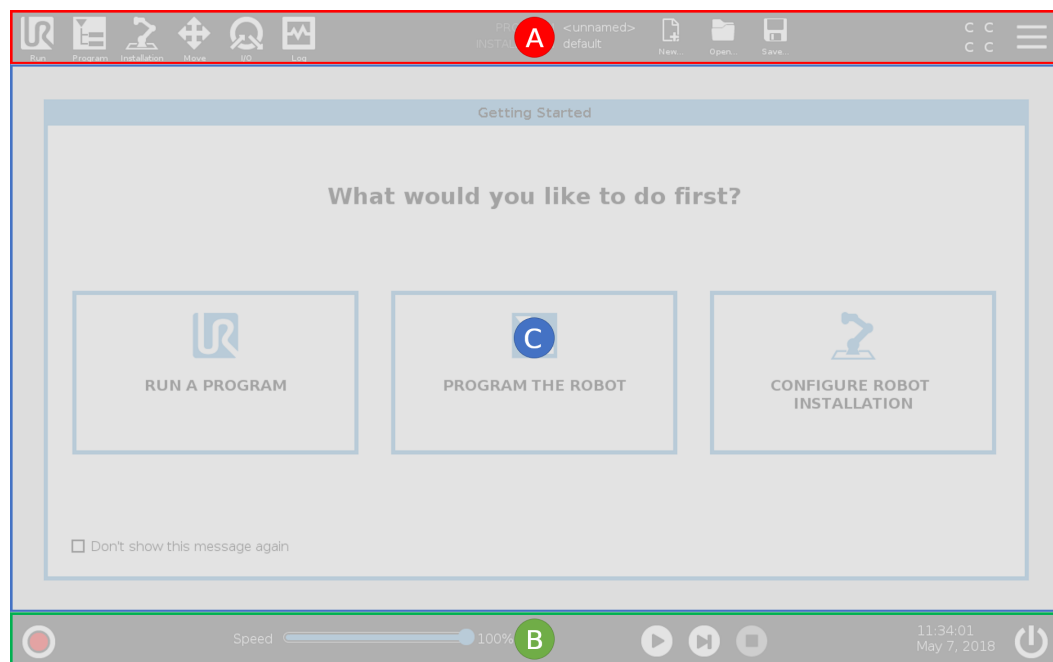 PR A <unnamed>
INSTAL default
Run Program Installation Move I/O Log
New... Open... Save...
C C
C C
Getting Started
What would you like to do first?
C
RUN A PROGRAM
PROGRAM THE ROBOT
CONFIGURE ROBOT
INSTALLATION
Don't show this message again
Speed 100% B
11:34:01
May 7, 2018